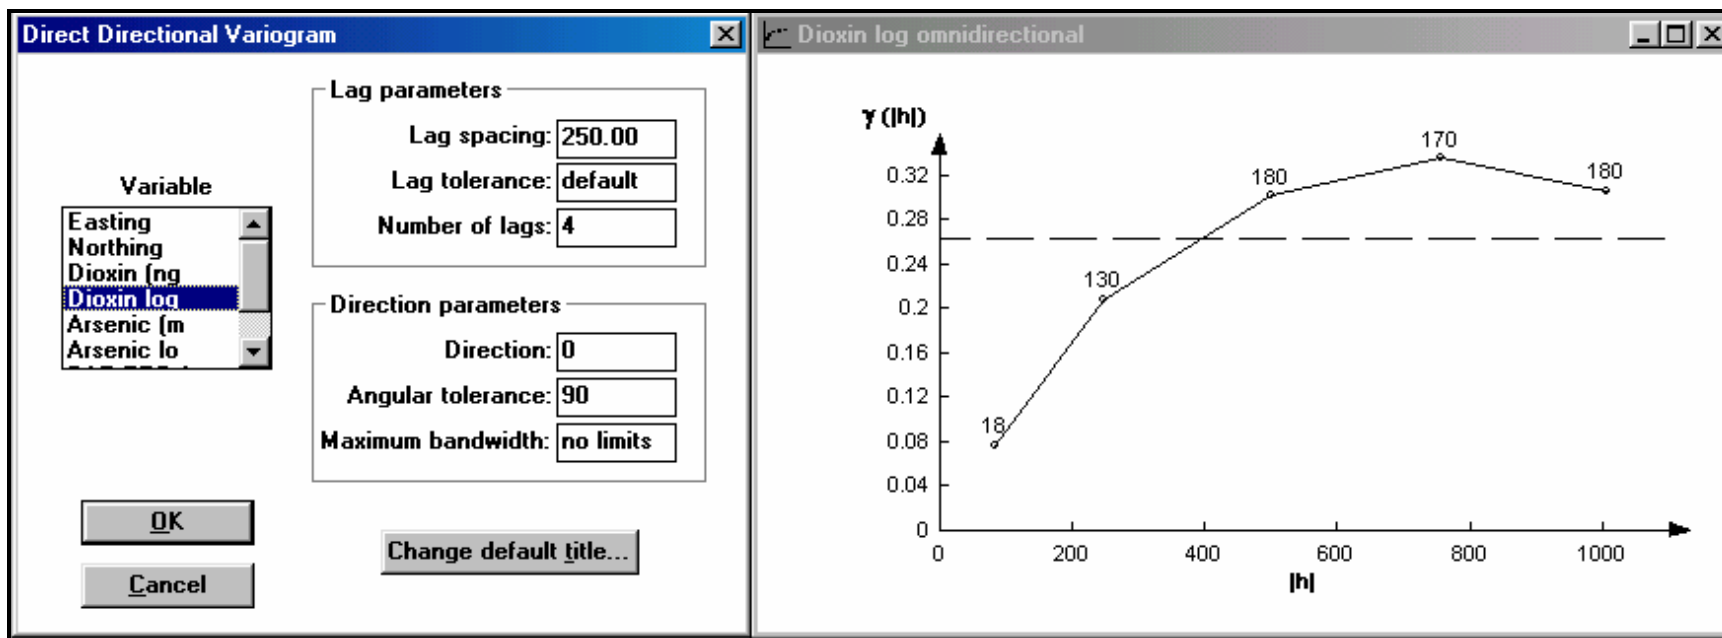 Direct Directional Variogram
Variable
Easting
Northing
Dioxin (ng
Dioxin log
Arsenic (m
Arsenic lo
Lag parameters
Lag spacing: 250.00
Lag tolerance: default
Number of lags: 4
Direction parameters
Direction: 0
Angular tolerance: 90
Maximum bandwidth: no limits
OK
Cancel
Change default title...
Dioxin log omnidirectional
γ (|h|)
0.32
0.28
0.24
0.2
0.16
0.12
0.08
0.04
0
18
130
180
170
180
0 200 400 600 800 1000
|h|